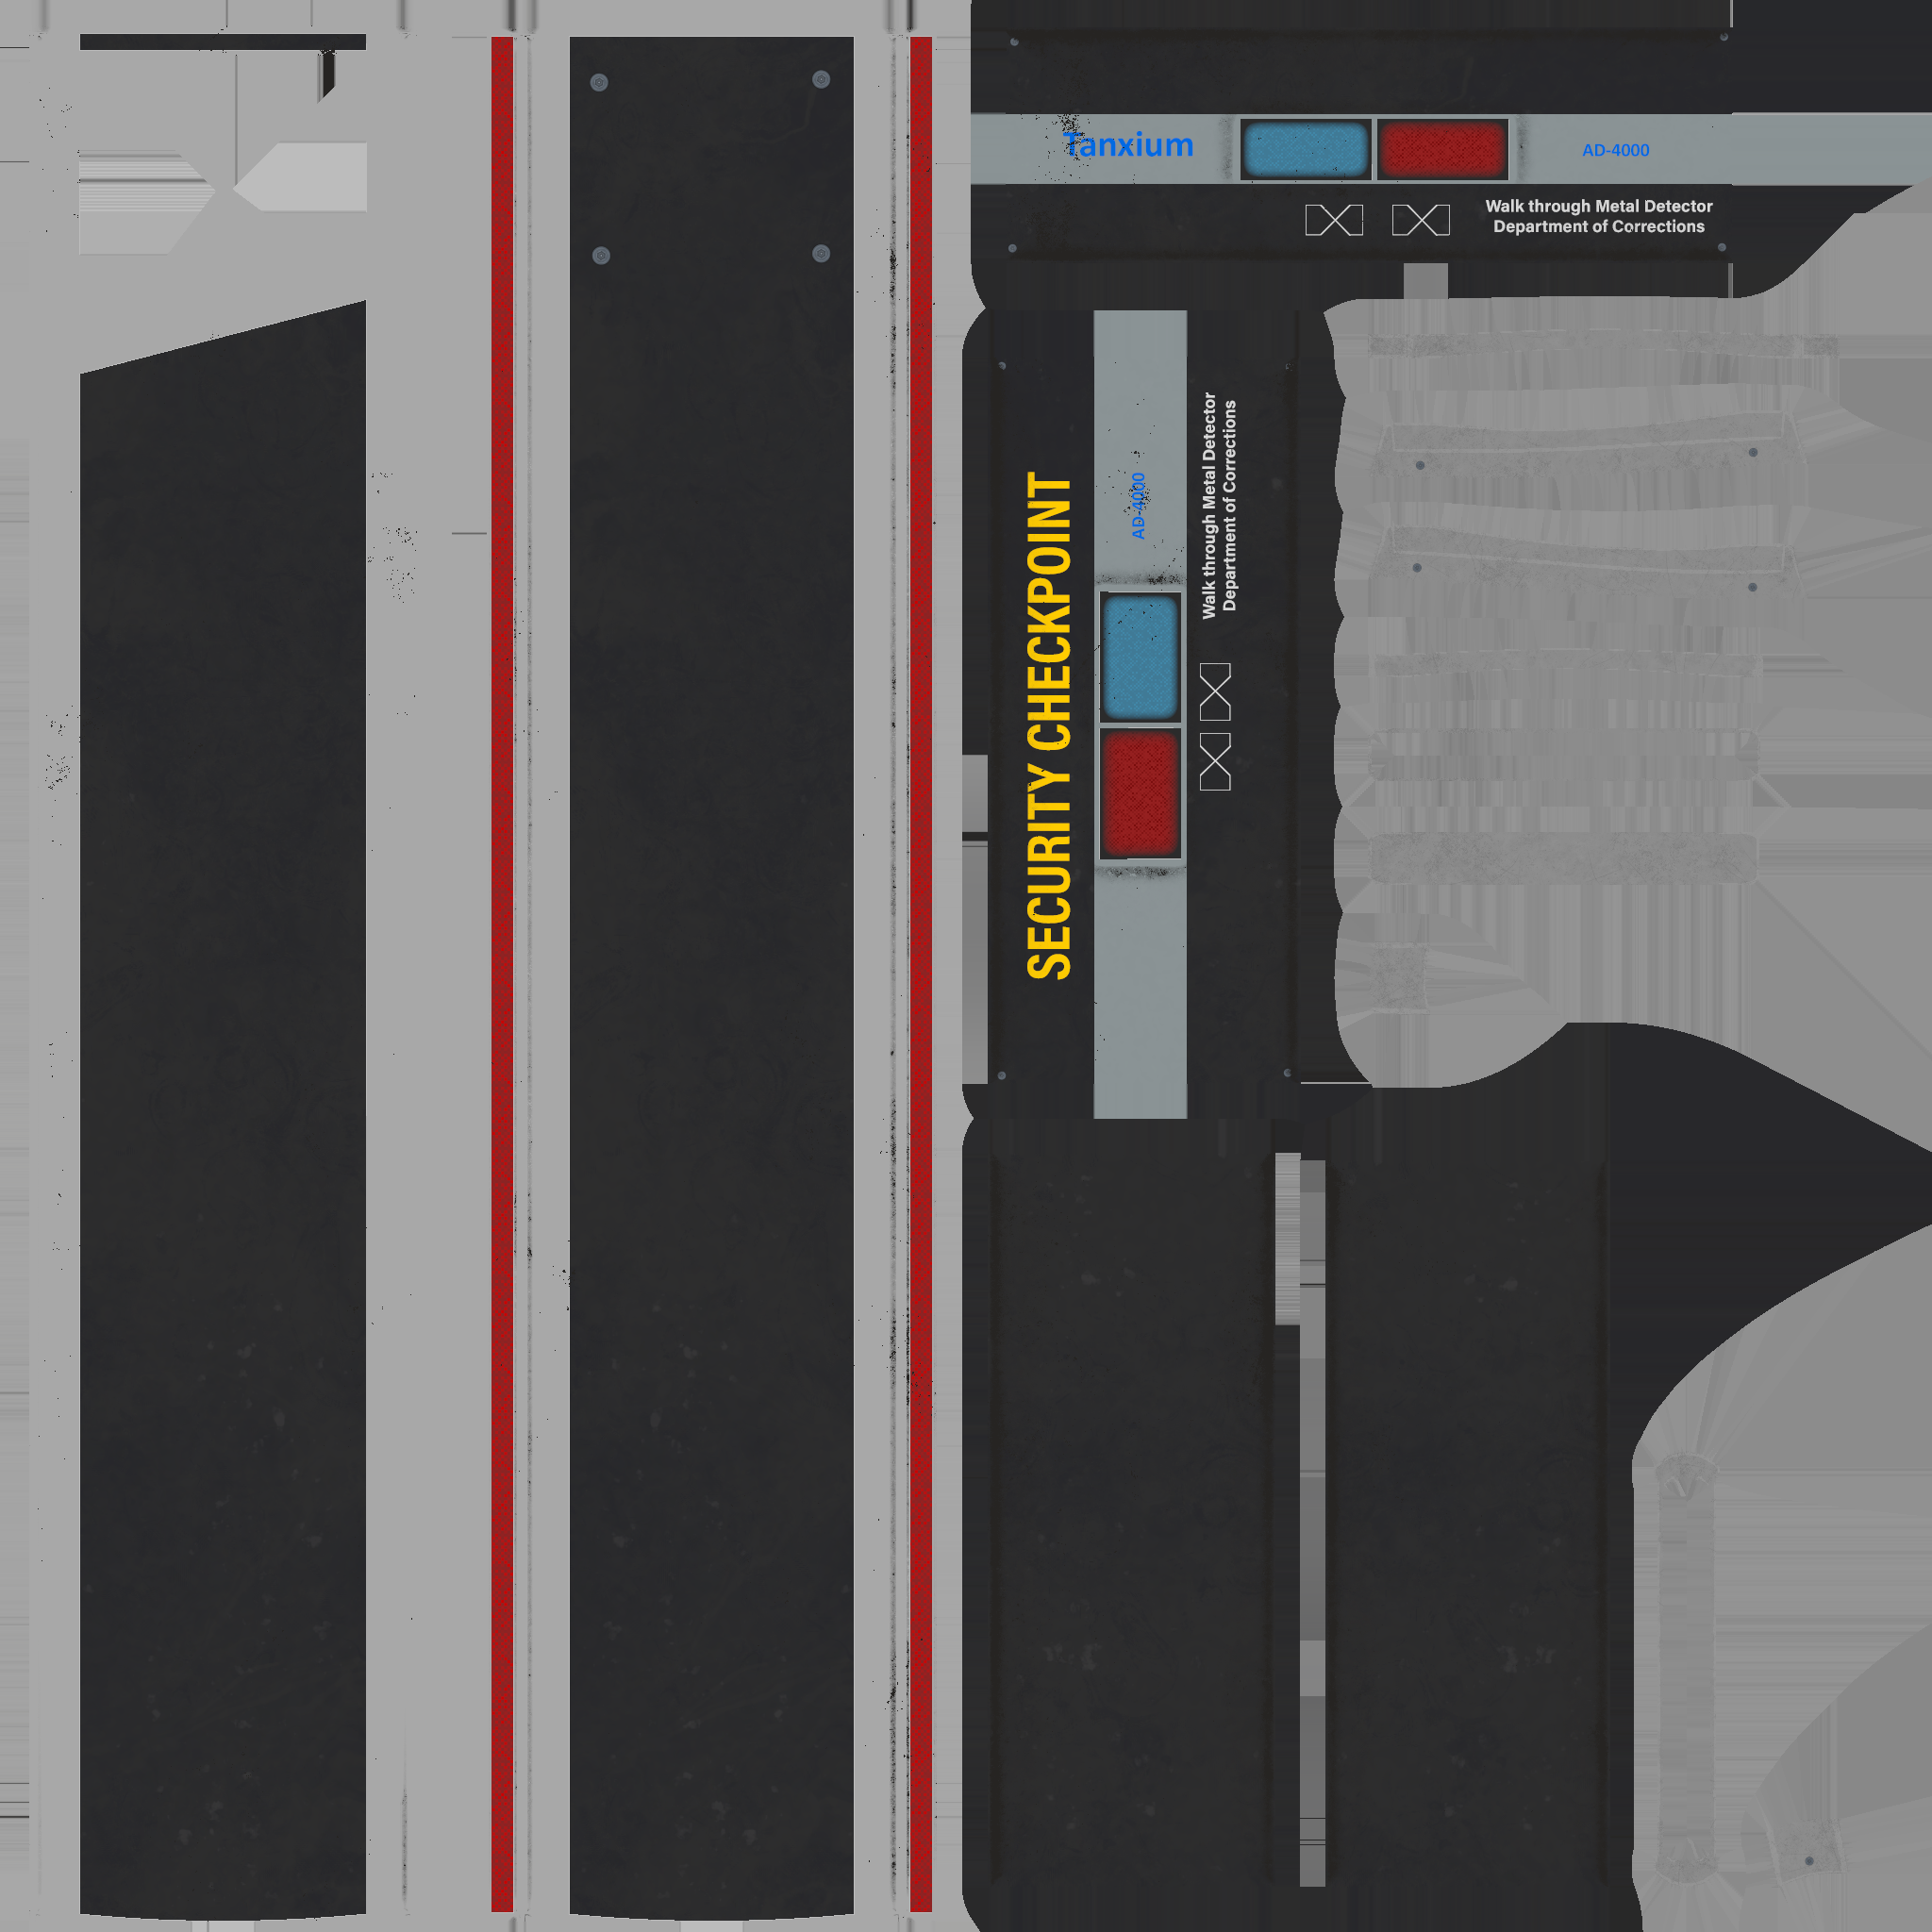 Tanxium
AD-4000
Walk through Metal Detector
Department of Corrections
SECURITY CHECKPOINT
AD-4000
Walk through Metal Detector
Department of Corrections